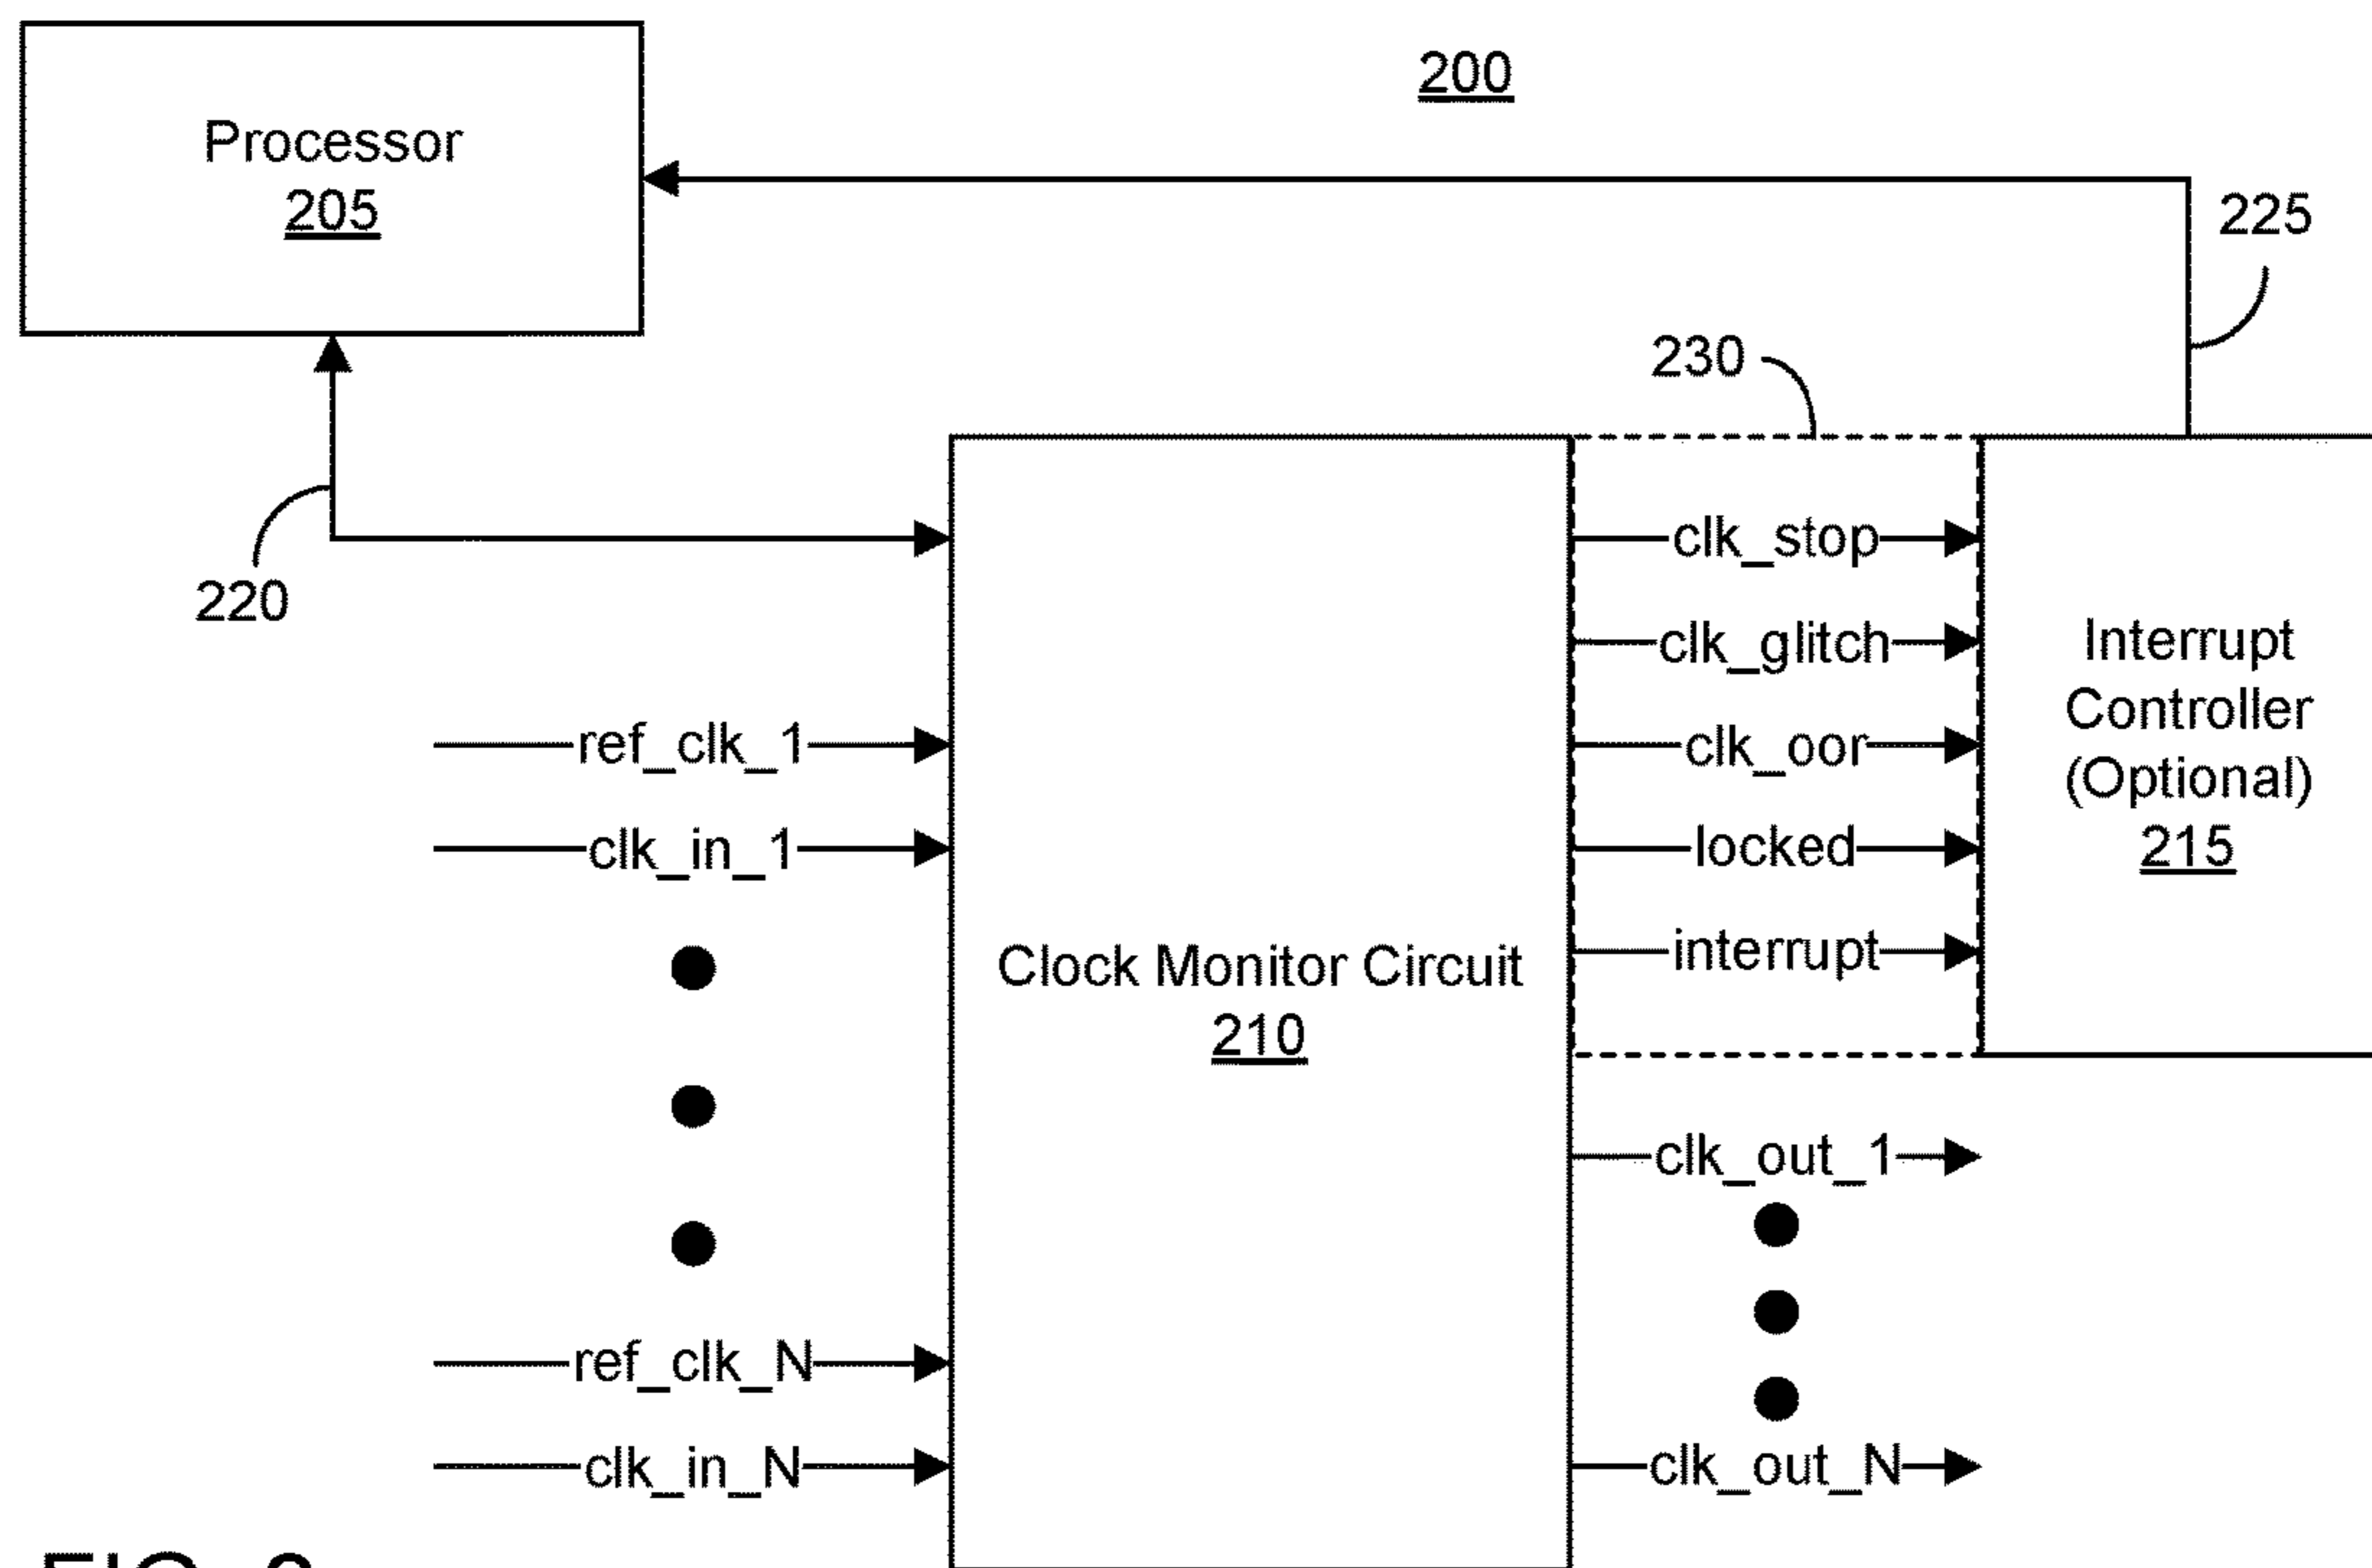 200
Processor
205
225
230
220
clk_stop
clk_glitch
clk_oor
locked
interrupt
Interrupt
Controller
(Optional)
215
ref_clk_1
clk_in_1
Clock Monitor Circuit
210
ref_clk_N
clk_in_N
clk_out_1
clk_out_N